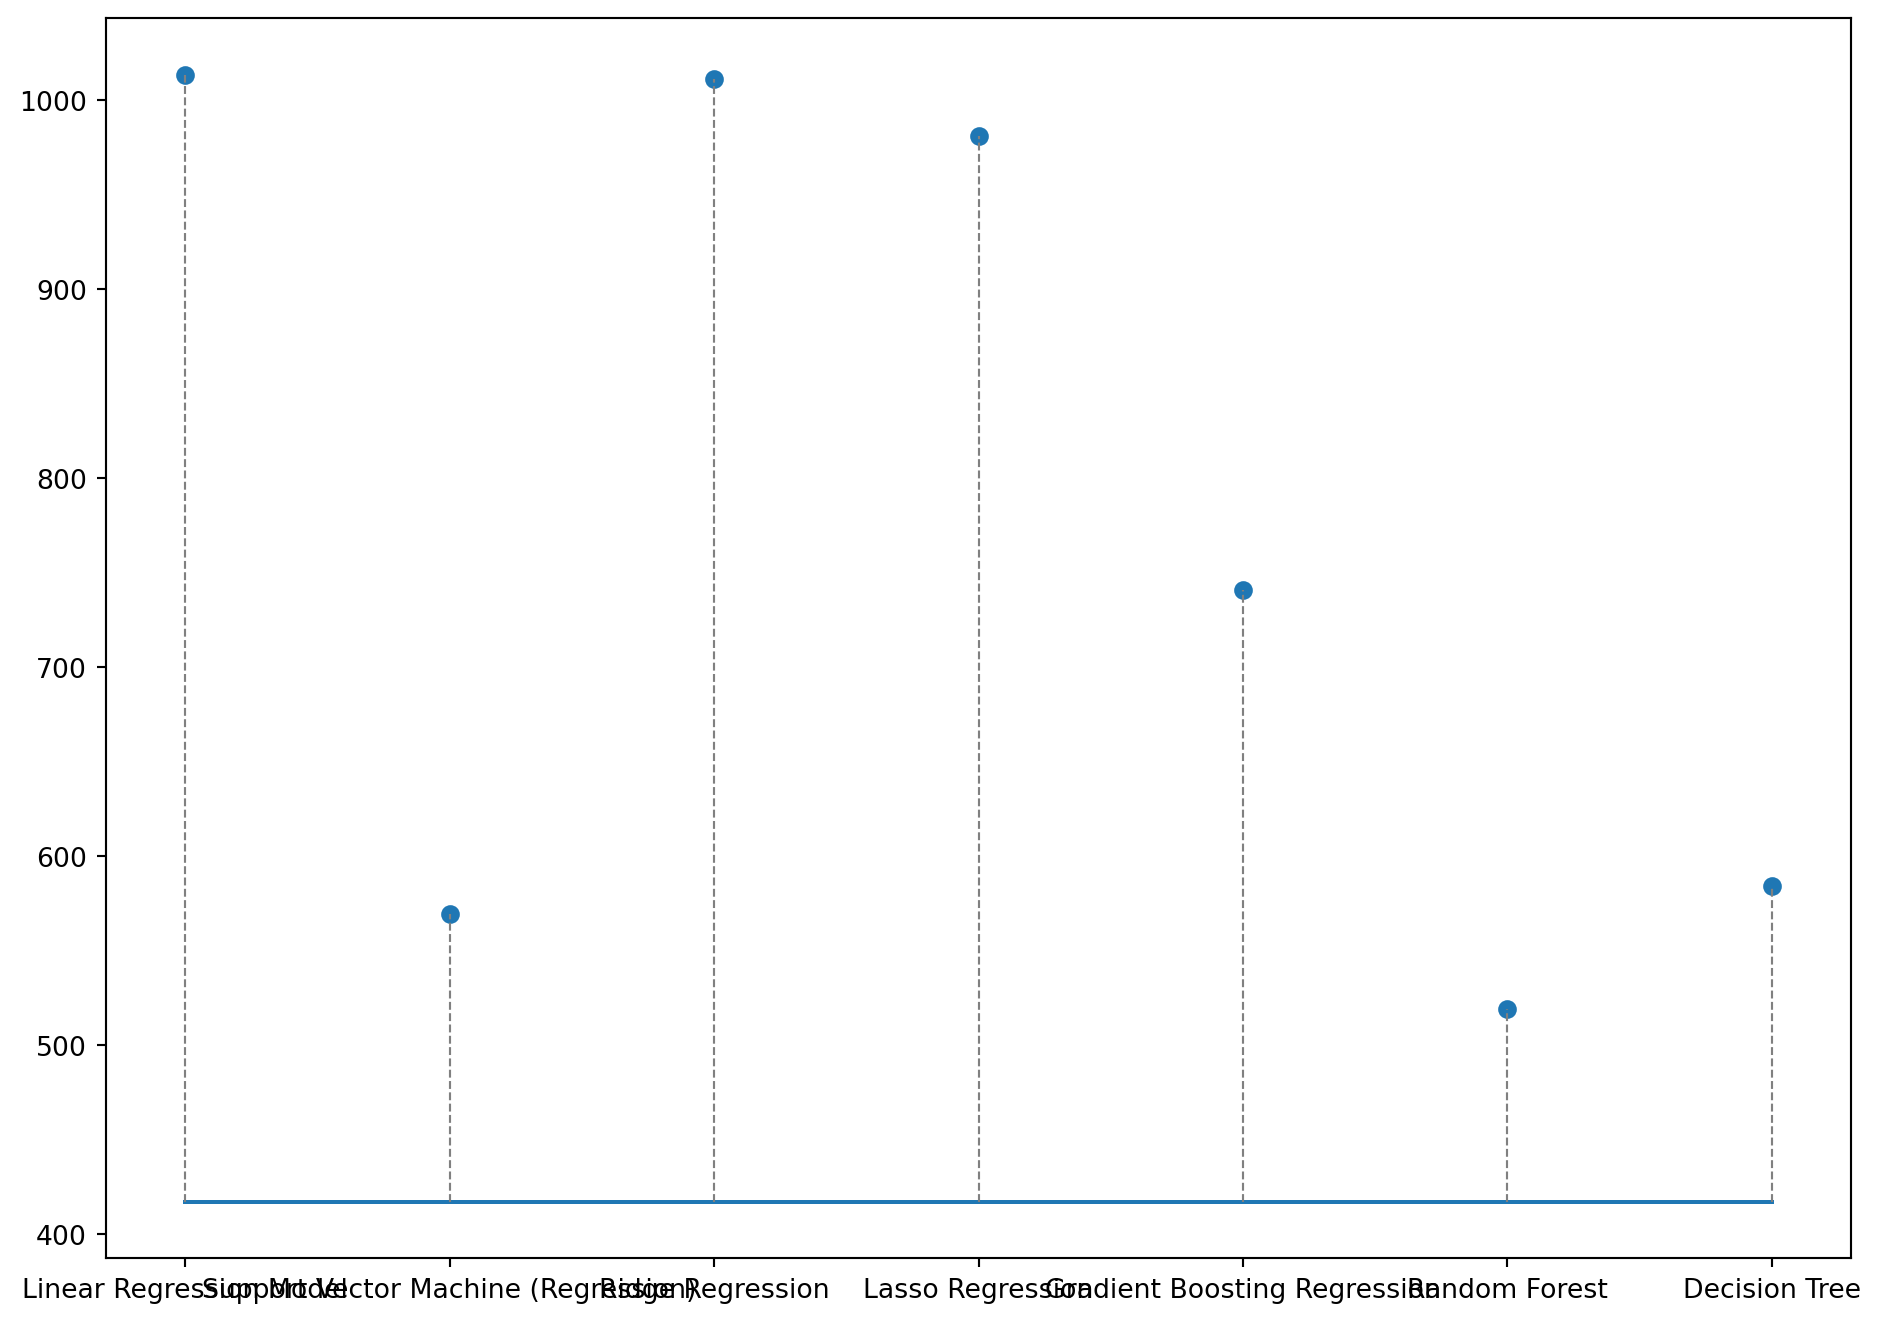 1000
900
800
700
600
500
400
Linear Regression Model
Support Vector Machine (Regression)
Ridge Regression
Lasso Regression
Gradient Boosting Regression
Random Forest
Decision Tree